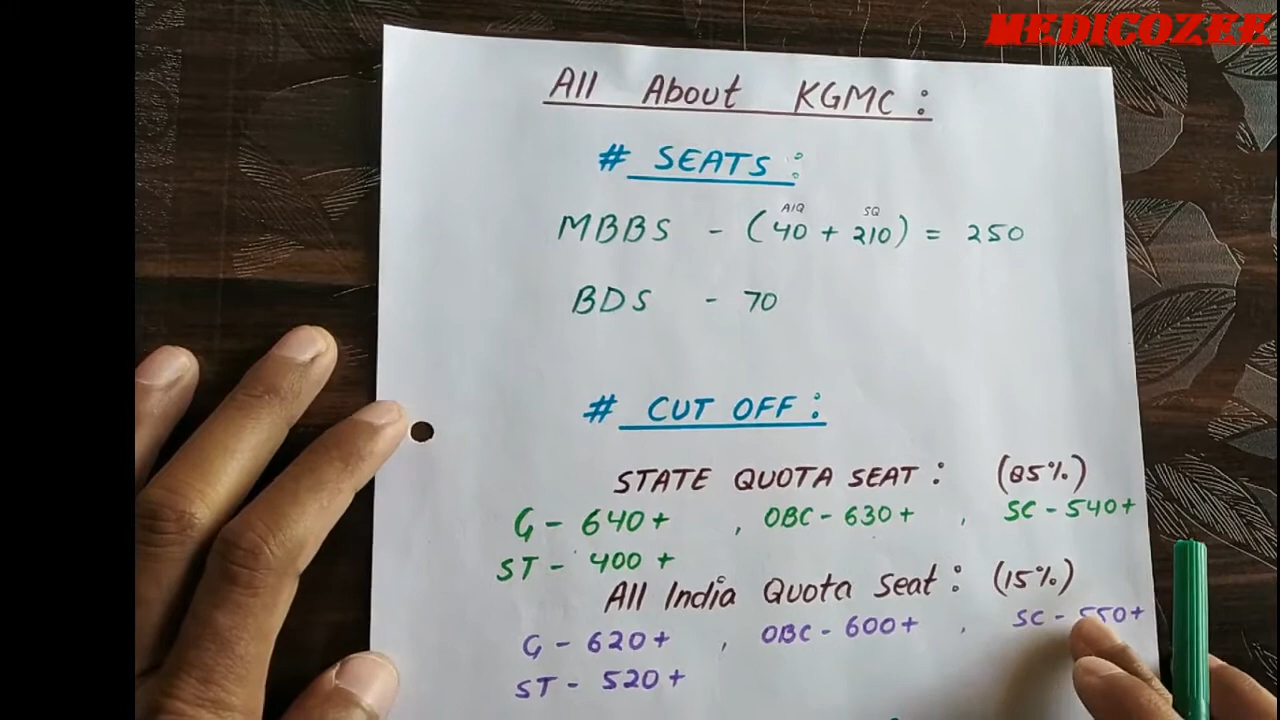 MEDICOZEE
All About KGMC :
# SEATS :
AIQ SQ
MBBS - (40 + 210) = 250
BDS - 70
# CUT OFF :
STATE QUOTA SEAT : (85%)
G - 640+ , OBC - 630+ , SC - 540+
ST - 400+
All India Quota Seat : (15%)
G - 620+ , OBC - 600+ , SC - 550+
ST - 520+